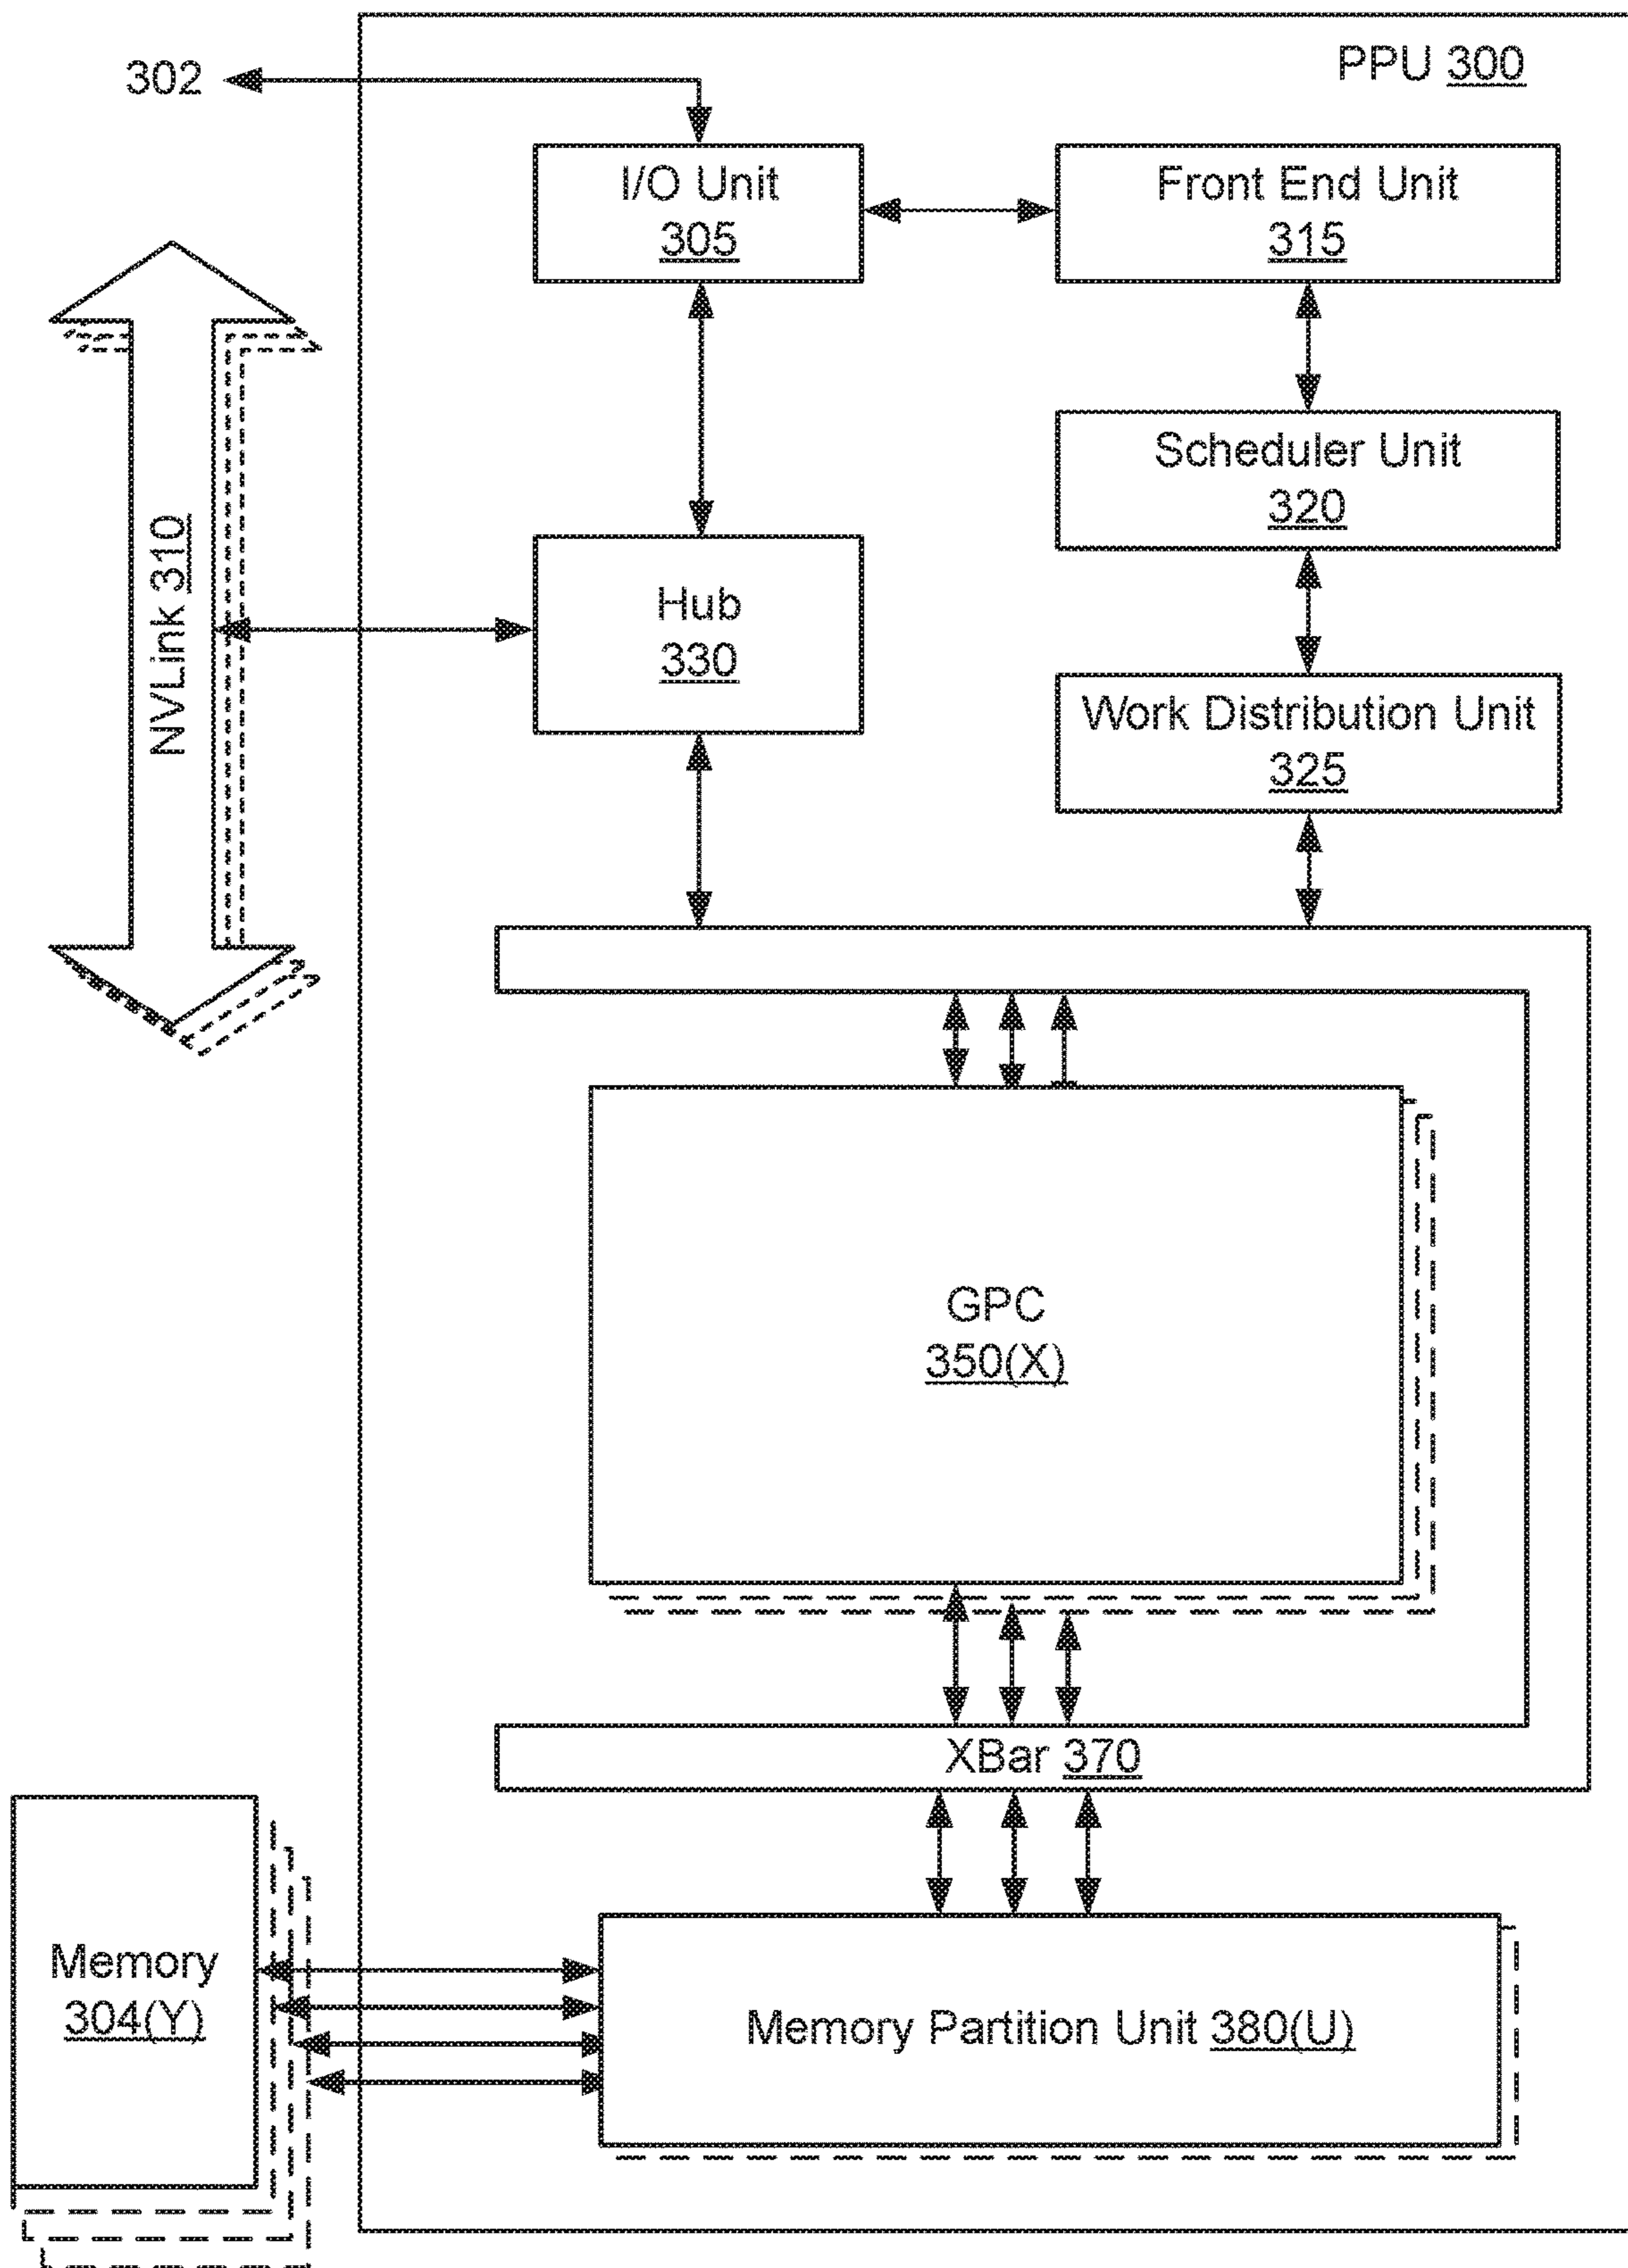 PPU 300
302
I/O Unit
305
Front End Unit
315
Scheduler Unit
320
NVLink 310
Hub
330
Work Distribution Unit
325
GPC
350(X)
XBar 370
Memory
304(Y)
Memory Partition Unit 380(U)